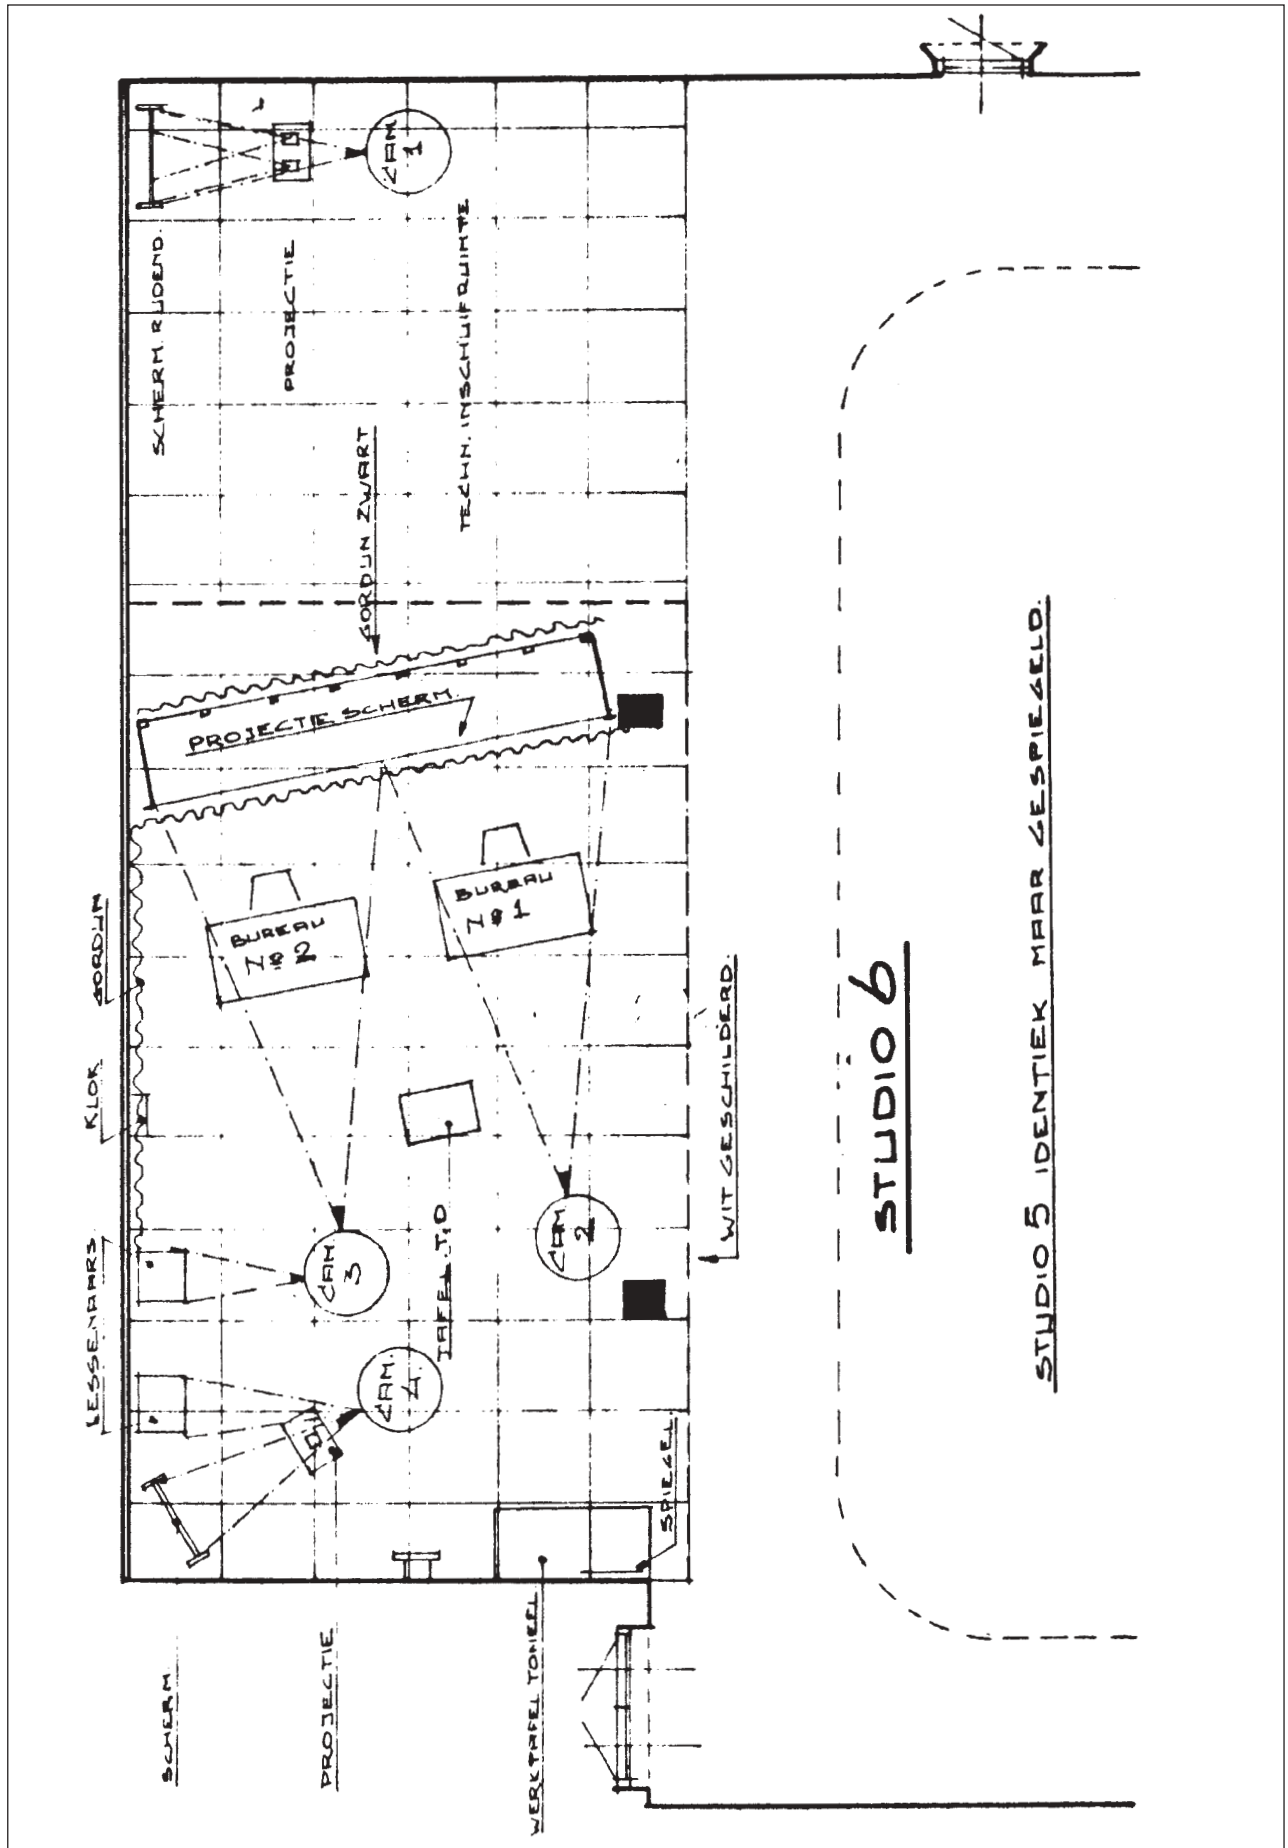 SCHERM
PROJECTIE
WERKTAFEL TONEEL
LESSENAARS
KLOK
GORDIJN
CAM. 4
CAM 3
TAFEL T.D
CAM 2
SPIEGEL.
BUREAU
Nº 2
BUREAU
Nº 1
PROJECTIE SCHERM.
GORDIJN ZWART
SCHERM. RIJDEND.
PROJECTIE
CAM. 1
TECHN. INSCHUIFRUIMTE
WIT GESCHILDERD.
STUDIO 6
STUDIO 5 IDENTIEK MAAR GESPIEGELD.